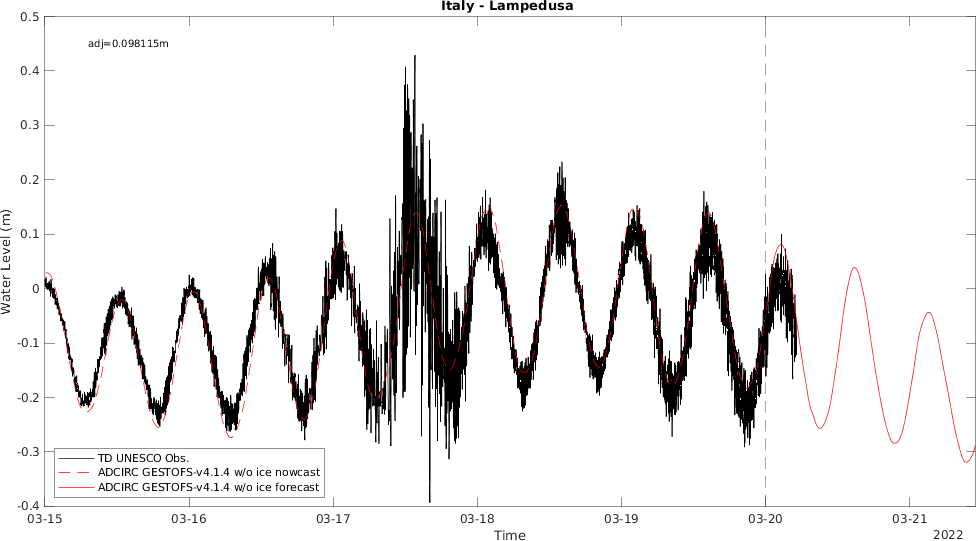 Italy - Lampedusa
adj=0.098115m
Water Level (m)
0.5
0.4
0.3
0.2
0.1
0
-0.1
-0.2
-0.3
-0.4
TD UNESCO Obs.
ADCIRC GESTOFS-v4.1.4 w/o ice nowcast
ADCIRC GESTOFS-v4.1.4 w/o ice forecast
03-15
03-16
03-17
03-18
03-19
03-20
03-21
Time
2022